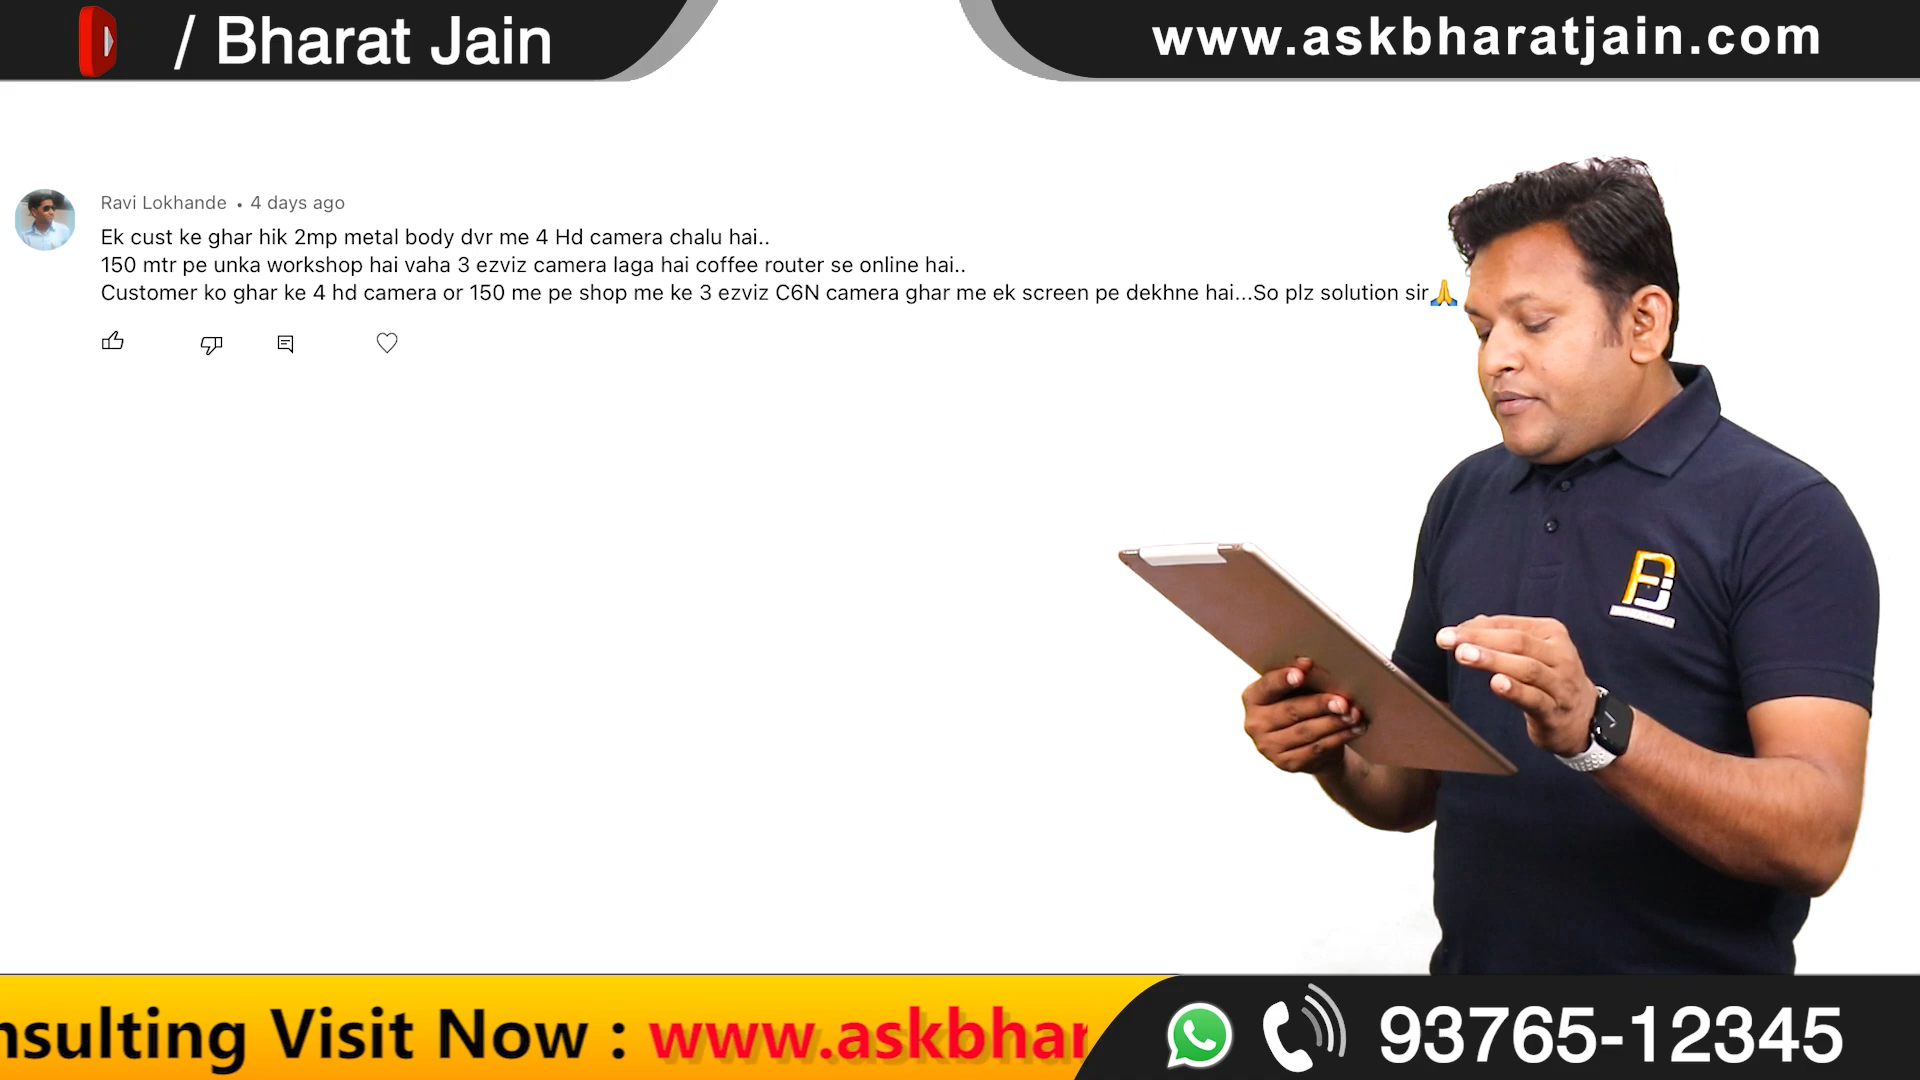 / Bharat Jain
www.askbharatjain.com
Ravi Lokhande • 4 days ago
Ek cust ke ghar hik 2mp metal body dvr me 4 Hd camera chalu hai..
150 mtr pe unka workshop hai vaha 3 ezviz camera laga hai coffee router se online hai..
Customer ko ghar ke 4 hd camera or 150 me pe shop me ke 3 ezviz C6N camera ghar me ek screen pe dekhne hai...So plz solution sir🙏
nsulting Visit Now : www.askbhar
93765-12345